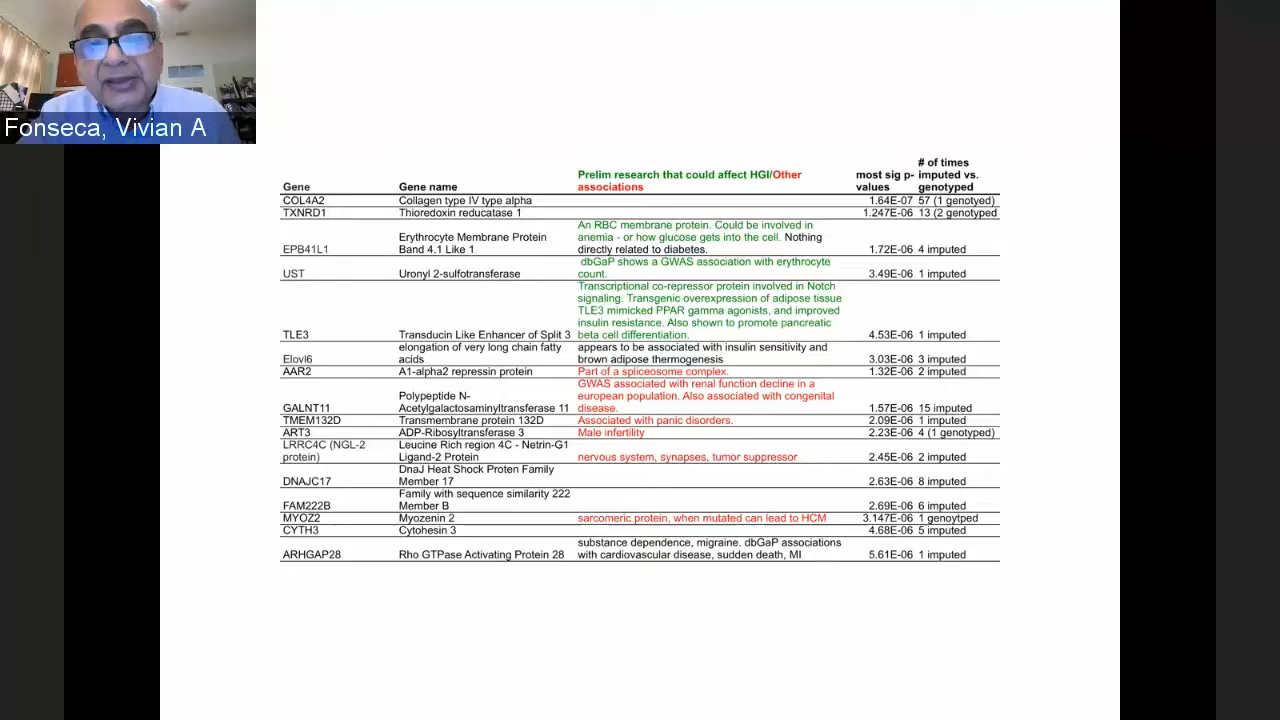 Fonseca, Vivian A
# of times
Prelim research that could affect HGI/Other most sig p- imputed vs.
Gene Gene name associations values genotyped
COL4A2 Collagen type IV type alpha 1.64E-07 57 (1 genotyed)
TXNRD1 Thioredoxin reducatase 1 1.247E-06 13 (2 genotyped
An RBC membrane protein. Could be involved in
Erythrocyte Membrane Protein anemia - or how glucose gets into the cell. Nothing
EPB41L1 Band 4.1 Like 1 directly related to diabetes. 1.72E-06 4 imputed
dbGaP shows a GWAS association with erythrocyte
UST Uronyl 2-sulfotransferase count. 3.49E-06 1 imputed
Transcriptional co-repressor protein involved in Notch
signaling. Transgenic overexpression of adipose tissue
TLE3 mimicked PPAR gamma agonists, and improved
insulin resistance. Also shown to promote pancreatic
TLE3 Transducin Like Enhancer of Split 3 beta cell differentiation. 4.53E-06 1 imputed
elongation of very long chain fatty appears to be associated with insulin sensitivity and
Elovl6 acids brown adipose thermogenesis 3.03E-06 3 imputed
AAR2 A1-alpha2 repressin protein Part of a spliceosome complex. 1.32E-06 2 imputed
GWAS associated with renal function decline in a
Polypeptide N- european population. Also associated with congenital
GALNT11 Acetylgalactosaminyltransferase 11 disease. 1.57E-06 15 imputed
TMEM132D Transmembrane protein 132D Associated with panic disorders. 2.09E-06 1 imputed
ART3 ADP-Ribosyltransferase 3 Male infertility 2.23E-06 4 (1 genotyped)
LRRC4C (NGL-2 Leucine Rich region 4C - Netrin-G1
protein) Ligand-2 Protein nervous system, synapses, tumor suppressor 2.45E-06 2 imputed
DnaJ Heat Shock Proten Family
DNAJC17 Member 17 2.63E-06 8 imputed
Family with sequence similarity 222
FAM222B Member B 2.69E-06 6 imputed
MYOZ2 Myozenin 2 sarcomeric protein, when mutated can lead to HCM 3.147E-06 1 genoytped
CYTH3 Cytohesin 3 4.68E-06 5 imputed
substance dependence, migraine. dbGaP associations
ARHGAP28 Rho GTPase Activating Protein 28 with cardiovascular disease, sudden death, MI 5.61E-06 1 imputed